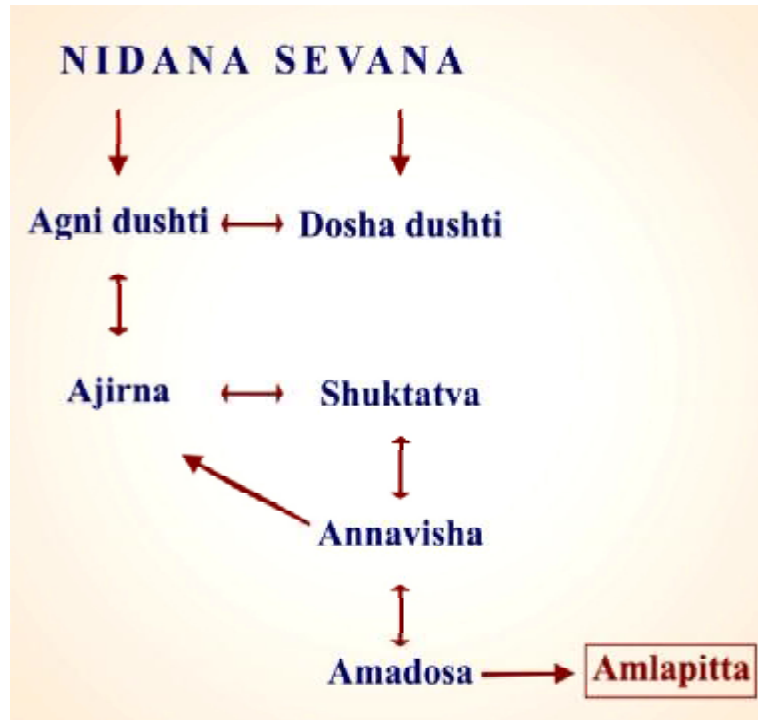 NIDANA SEVANA
Agni dushti Dosha dushti
Ajirna Shuktatva
Annavisha
Amadosa Amlapitta